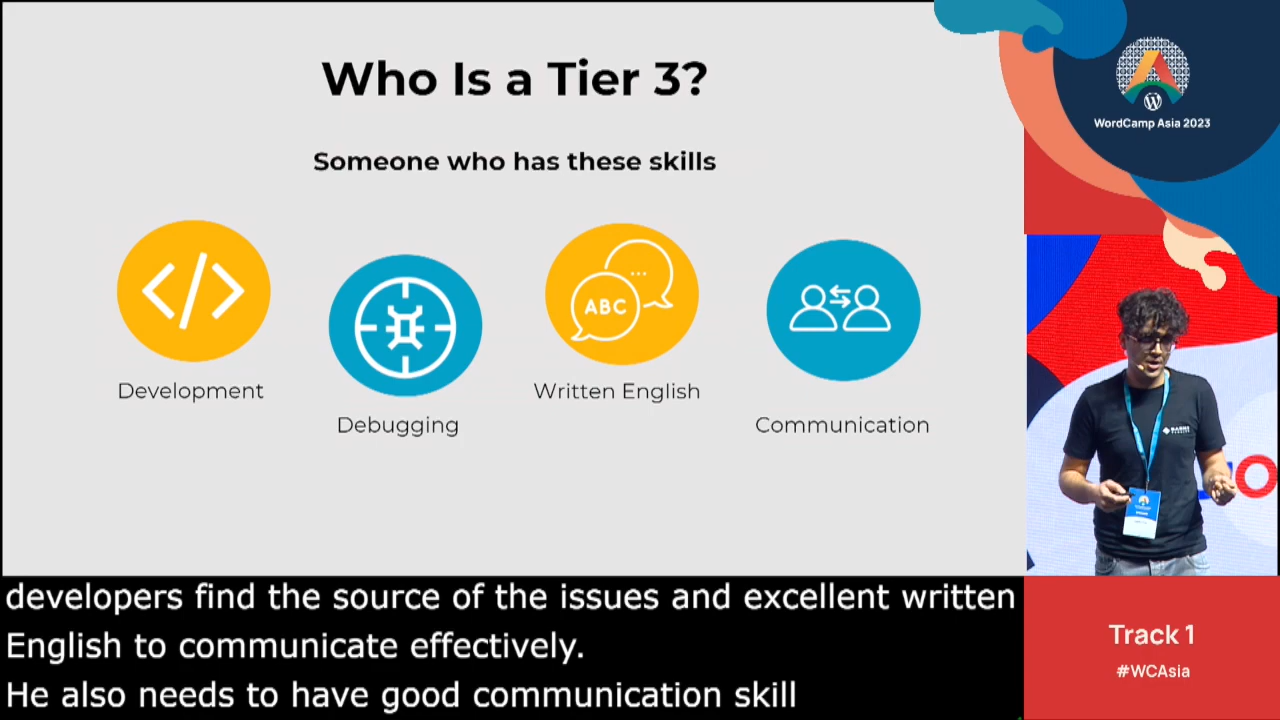 Who Is a Tier 3?
Someone who has these skills
ABC
Development
Written English
Debugging
Communication
developers find the source of the issues and excellent written
English to communicate effectively.
He also needs to have good communication skill
WordCamp Asia 2023
Track 1
#WCAsia